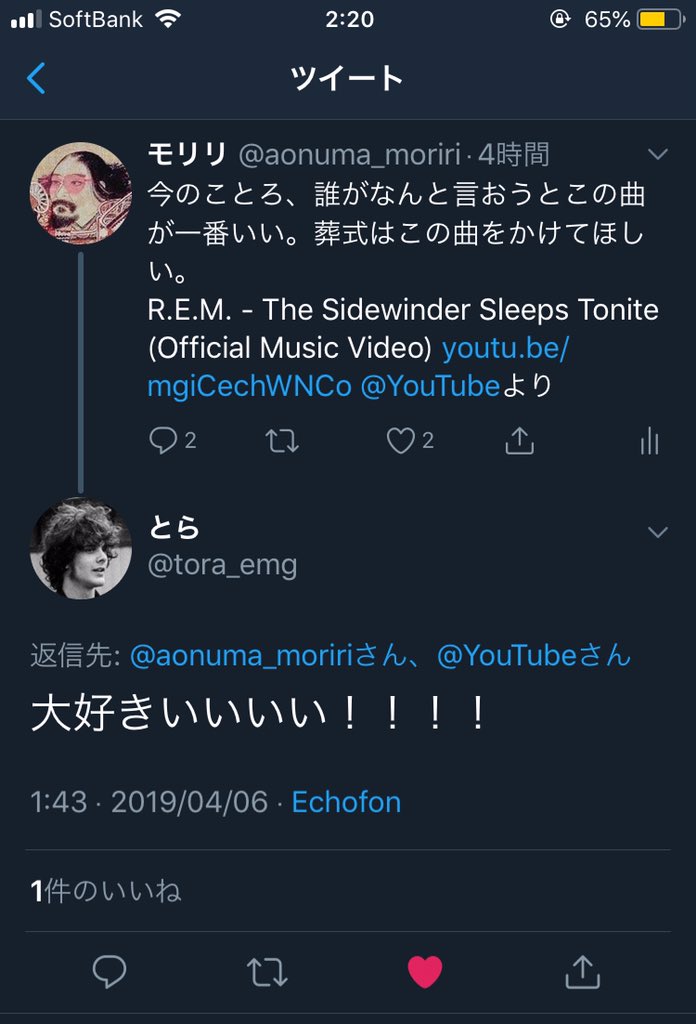 SoftBank 2:20 65%
ツイート
モリリ @aonuma_moriri·4時間
今のことろ、誰がなんと言おうとこの曲
が一番いい。葬式はこの曲をかけてほし
い。
R.E.M. - The Sidewinder Sleeps Tonite
(Official Music Video) youtu.be/
mgiCechWNCo @YouTubeより
2 2
とら
@tora_emg
返信先: @aonuma_moririさん、@YouTubeさん
大好きいいいい！！！！
1:43 · 2019/04/06 · Echofon
1件のいいね